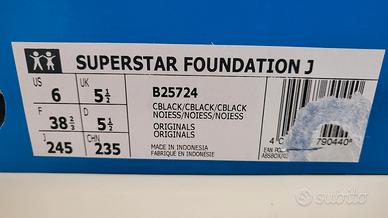 SUPERSTAR FOUNDATION J
US UK
6 5½
F D
38⅔ 5½
J CHN
245 235
B25724
CBLACK/CBLACK/CBLACK
NOIESS/NOIESS/NOIESS
ORIGINALS
ORIGINALS
MADE IN INDONESIA
FABRIQUÉ EN INDONÉSIE
790440
subito